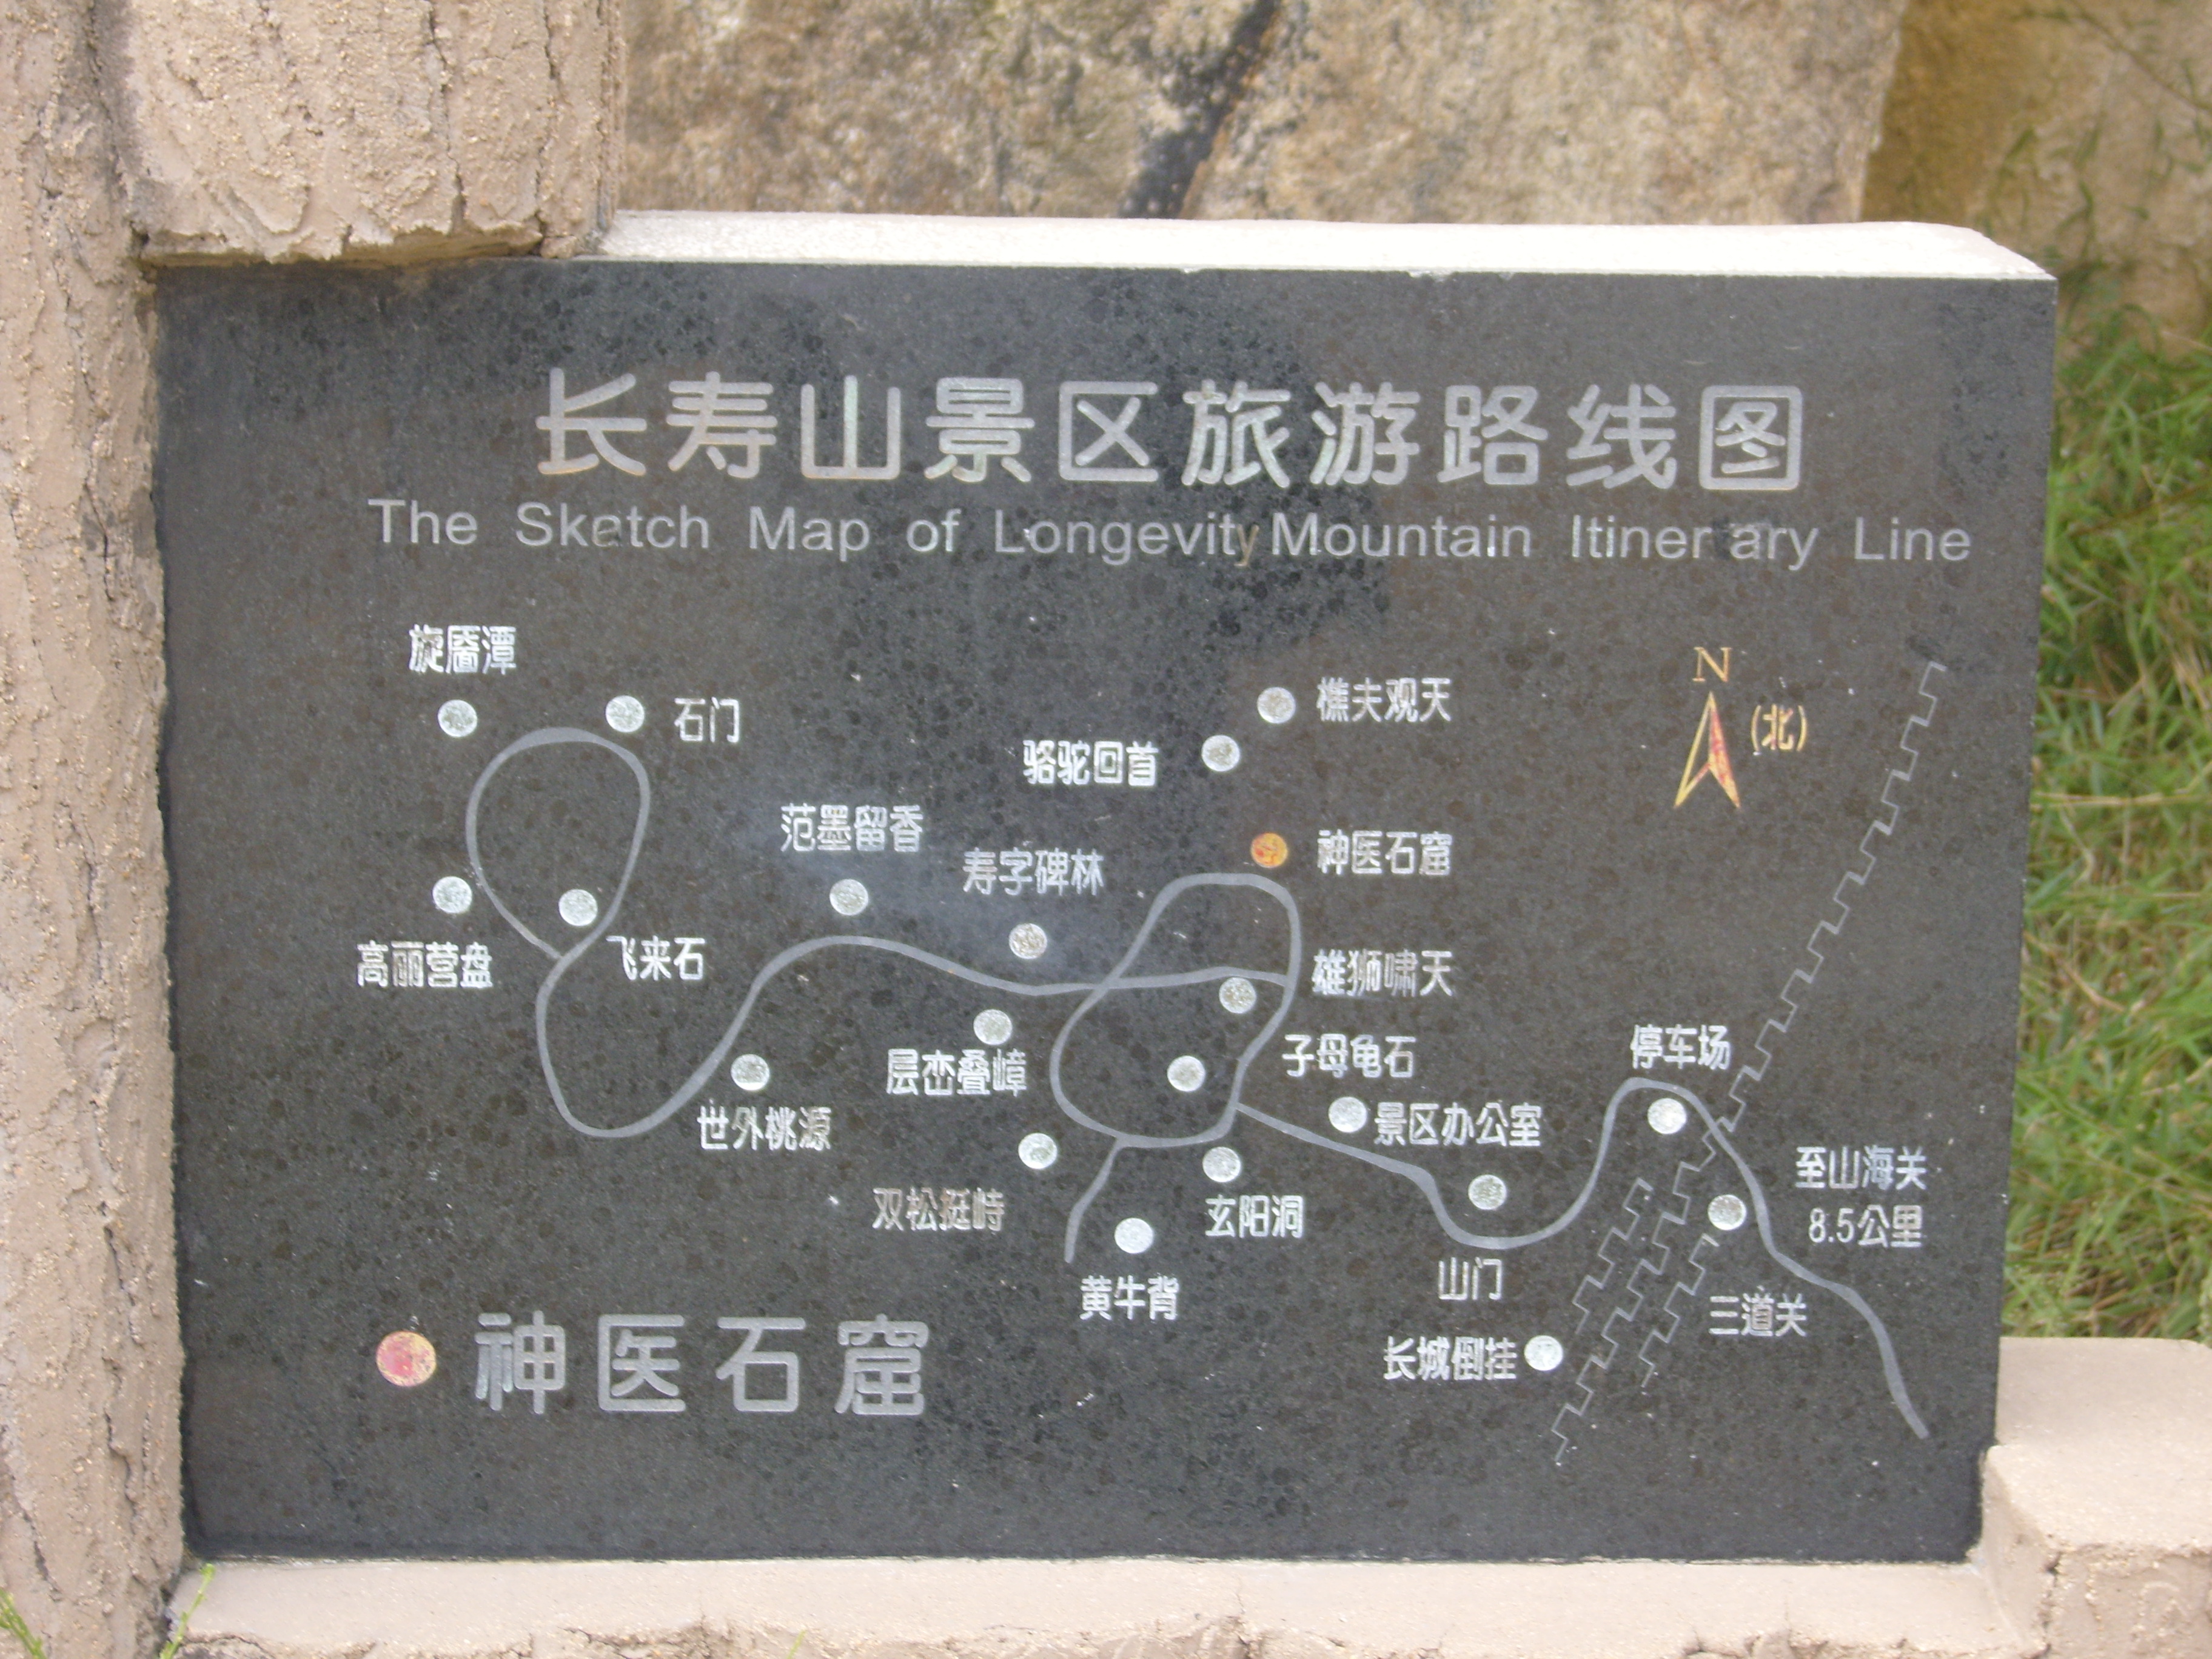 长寿山景区旅游路线图
The Sketch Map of Longevity Mountain Itiner ary Line
旋靥潭
石门
樵夫观天
骆驼回首
N
(北)
范墨留香
寿字碑林
神医石窟
高丽营盘
飞来石
雄狮啸天
层峦叠嶂
子母龟石
停车场
世外桃源
景区办公室
双松挺峙
玄阳洞
至山海关
8.5公里
黄牛背
山门
三道关
长城倒挂
神医石窟